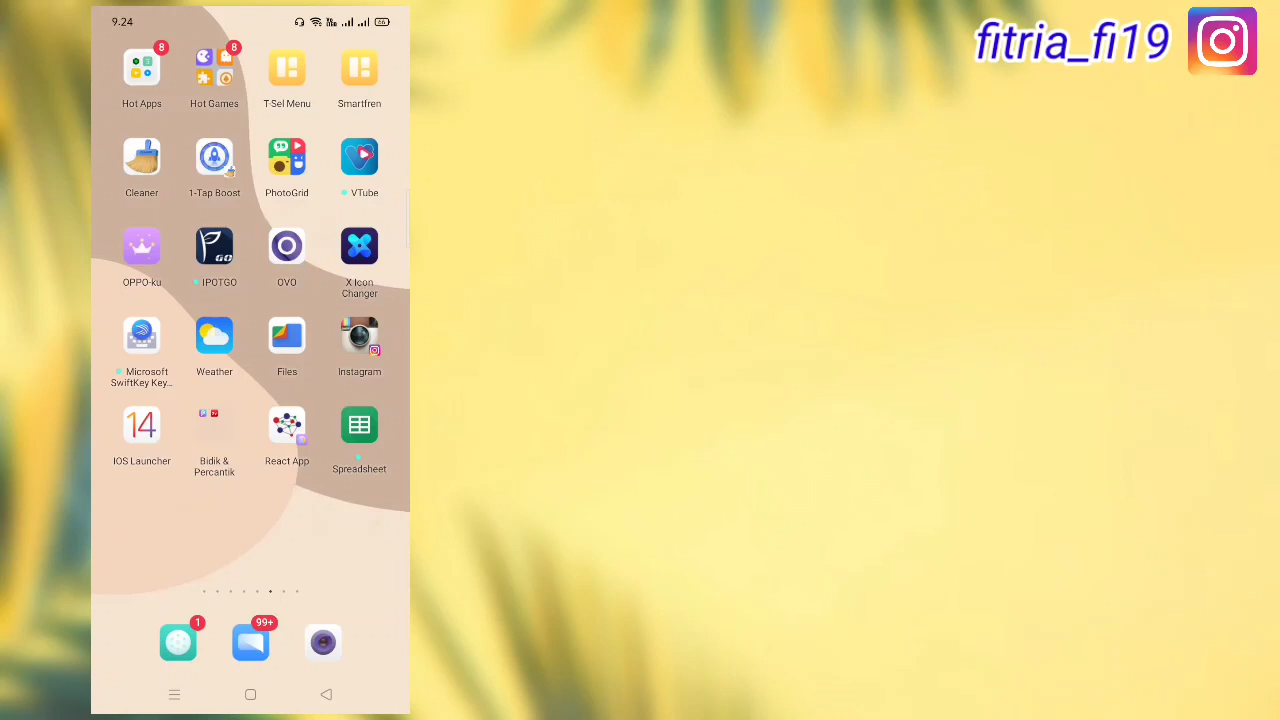 9.24
66
fitria_fi19
8
8
Hot Apps
Hot Games
T-Sel Menu
Smartfren
Cleaner
1-Tap Boost
PhotoGrid
VTube
GO
OPPO-ku
IPOTGO
OVO
X Icon
Changer
Microsoft
SwiftKey Key...
Weather
Files
Instagram
14
IOS Launcher
Bidik &
Percantik
React App
Spreadsheet
1
99+